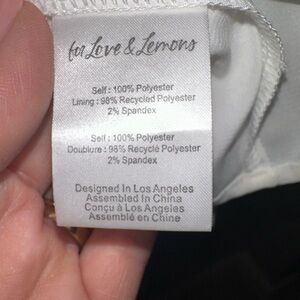 for Love & Lemons
Self : 100% Polyester
Lining : 98% Recycled Polyester
2% Spandex
Self : 100% Polyester
Doublure : 98% Recyclé Polyester
2% Spandex
Designed In Los Angeles
Assembled In China
Conçu à Los Angeles
Assemblé en Chine